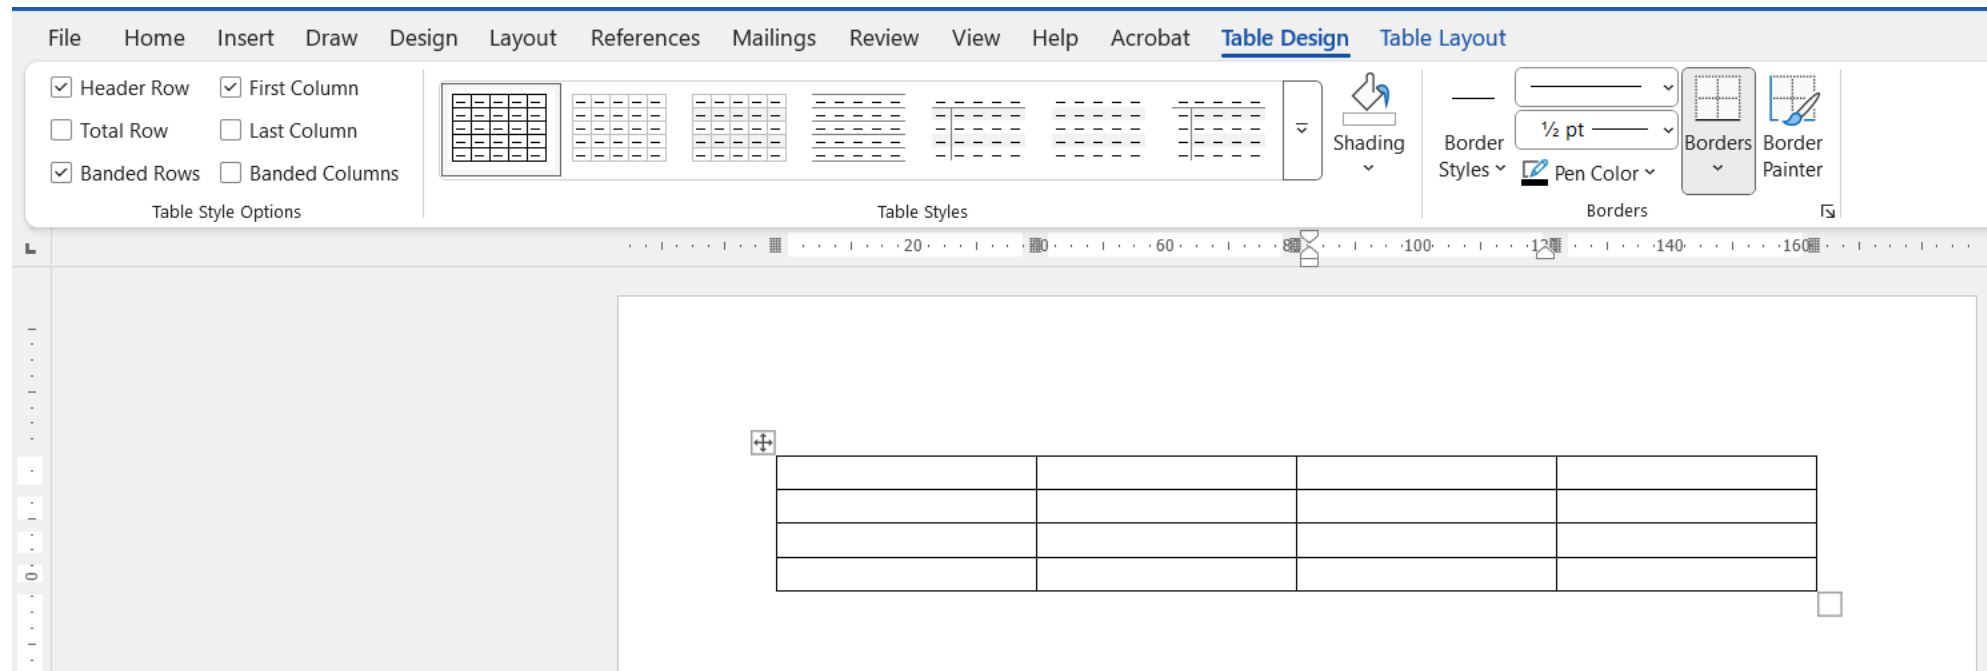 File Home Insert Draw Design Layout References Mailings Review View Help Acrobat Table Design Table Layout
Header Row First Column
Total Row Last Column
Banded Rows Banded Columns
Table Style Options
Table Styles
Shading
Border
Styles
½ pt
Pen Color
Borders
Border
Painter
Borders
20 60 100 140 160
0